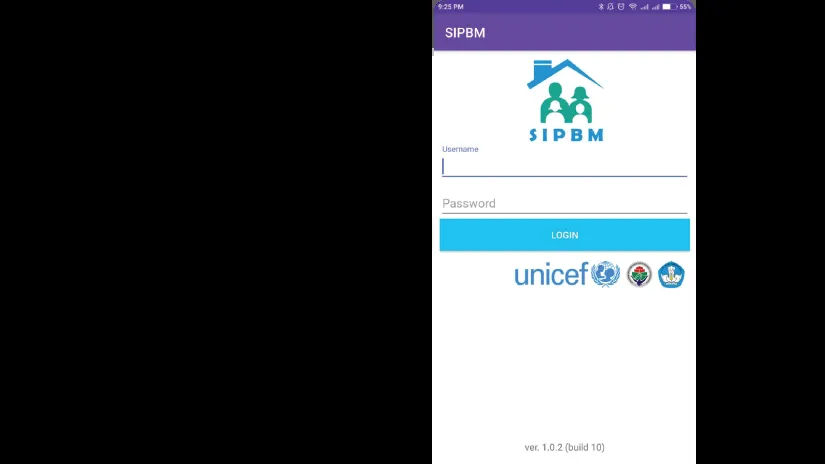 9:25 PM
55%
SIPBM
SIPBM
Username
Password
LOGIN
unicef
ver. 1.0.2 (build 10)